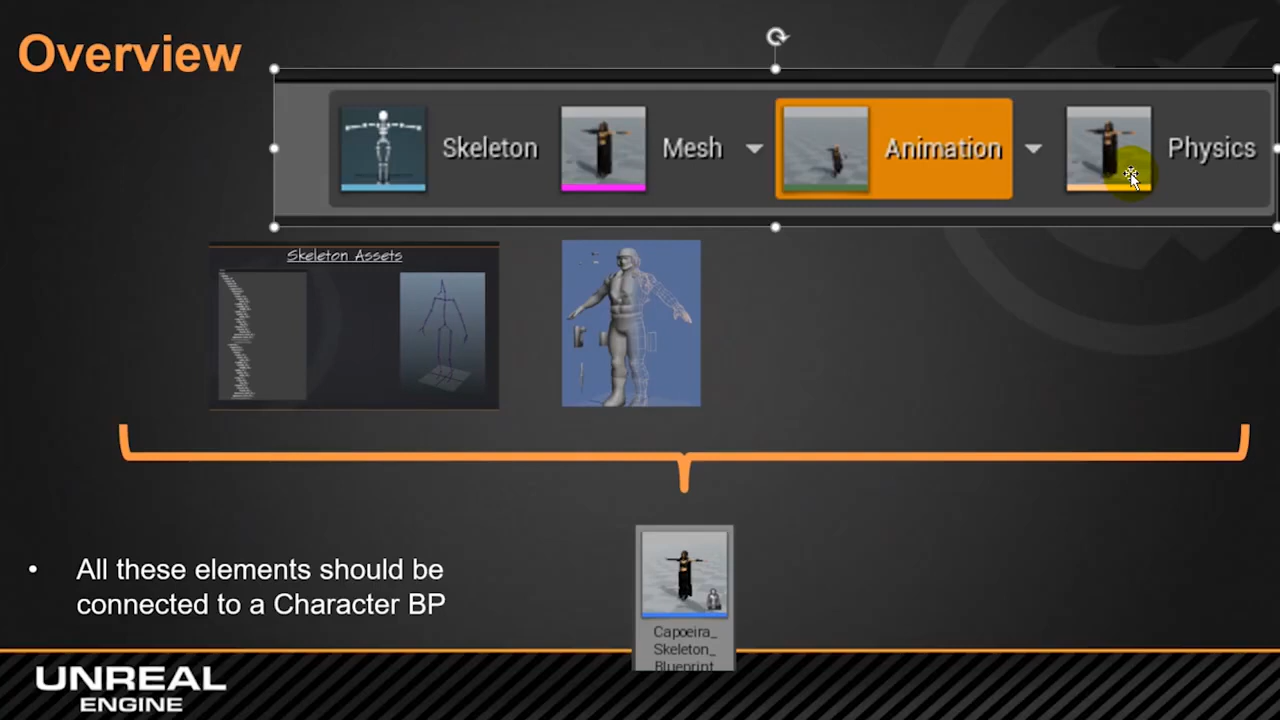 Overview
Skeleton
Mesh
Animation
Physics
Skeleton Assets
All these elements should be
connected to a Character BP
Capoeira_
Skeleton_
Blueprint
UNREAL
ENGINE